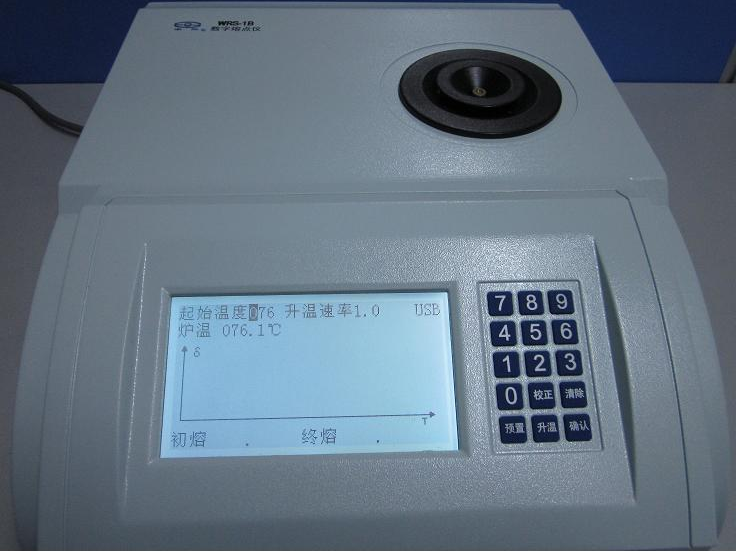 WRS-1B
数字熔点仪
起始温度076 升温速率1.0 USB
炉温 076.1℃
δ
T
初熔 . 终熔 .
7 8 9
4 5 6
1 2 3
0 校正 清除
预置 升温 确认